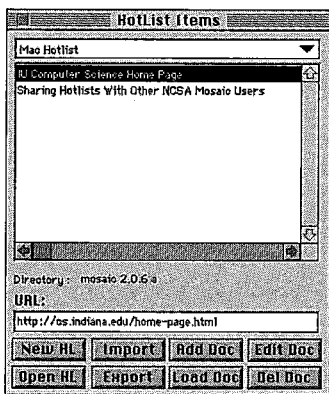 HotList Items
Mac Hotlist
IU Computer Science Home Page
Sharing Hotlists With Other NCSA Mosaic Users
Directory: mosaic 2.0.6 a
URL:
http://cs.indiana.edu/home-page.html
New HL Import Add Doc Edit Doc
Open HL Export Load Doc Del Doc